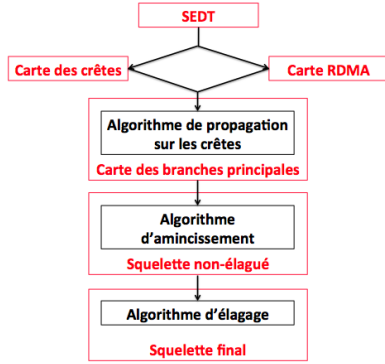 SEDT
Carte des crêtes
Carte RDMA
Algorithme de propagation
sur les crêtes
Carte des branches principales
Algorithme
d'amincissement
Squelette non-élagué
Algorithme d'élagage
Squelette final